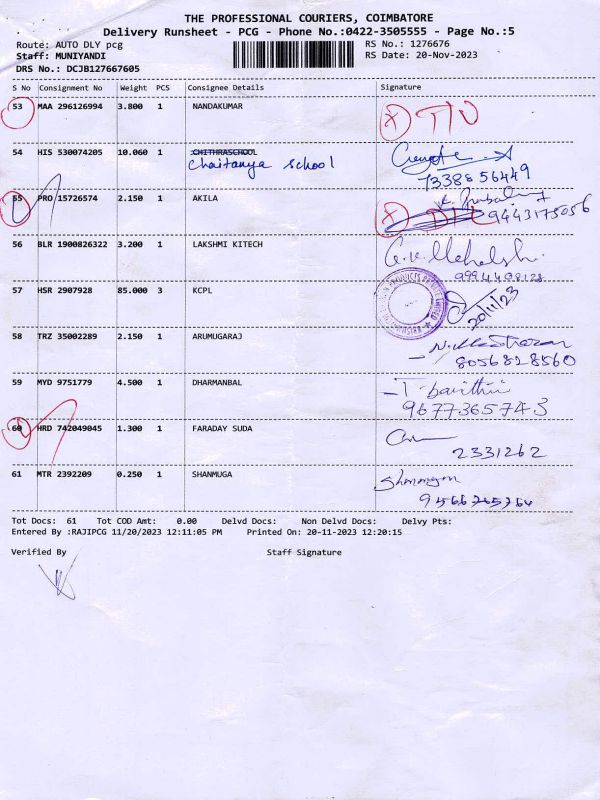 THE PROFESSIONAL COURIERS, COIMBATORE
Delivery Runsheet - PCG - Phone No.:0422-3505555 - Page No.:5
Route: AUTO DLY pcg RS No.: 1276676
Staff: MUNIYANDI RS Date: 20-Nov-2023
DRS No.: DCJB127667605
S No Consignment No Weight PCS Consignee Details Signature
53 MAA 296126994 3.800 1 NANDAKUMAR
54 HIS 530074205 10.060 1 CHITHRASCHOOL
Chaitanya school
7338856449
55 PRO 15726574 2.150 1 AKILA
9443175056
56 BLR 1900826322 3.200 1 LAKSHMI KITECH
57 HSR 2907928 85.000 3 KCPL
20/11/23
58 TRZ 35002289 2.150 1 ARUMUGARAJ
8056828560
59 MYD 9751779 4.500 1 DHARMANBAL
9677365743
60 HRD 742049045 1.300 1 FARADAY SUDA
2331262
61 MTR 2392209 0.250 1 SHANMUGA
Tot Docs: 61 Tot COD Amt: 0.00 Delvd Docs: Non Delvd Docs: Delvy Pts:
Entered By :RAJIPCG 11/20/2023 12:11:05 PM Printed On: 20-11-2023 12:20:15
Verified By Staff Signature